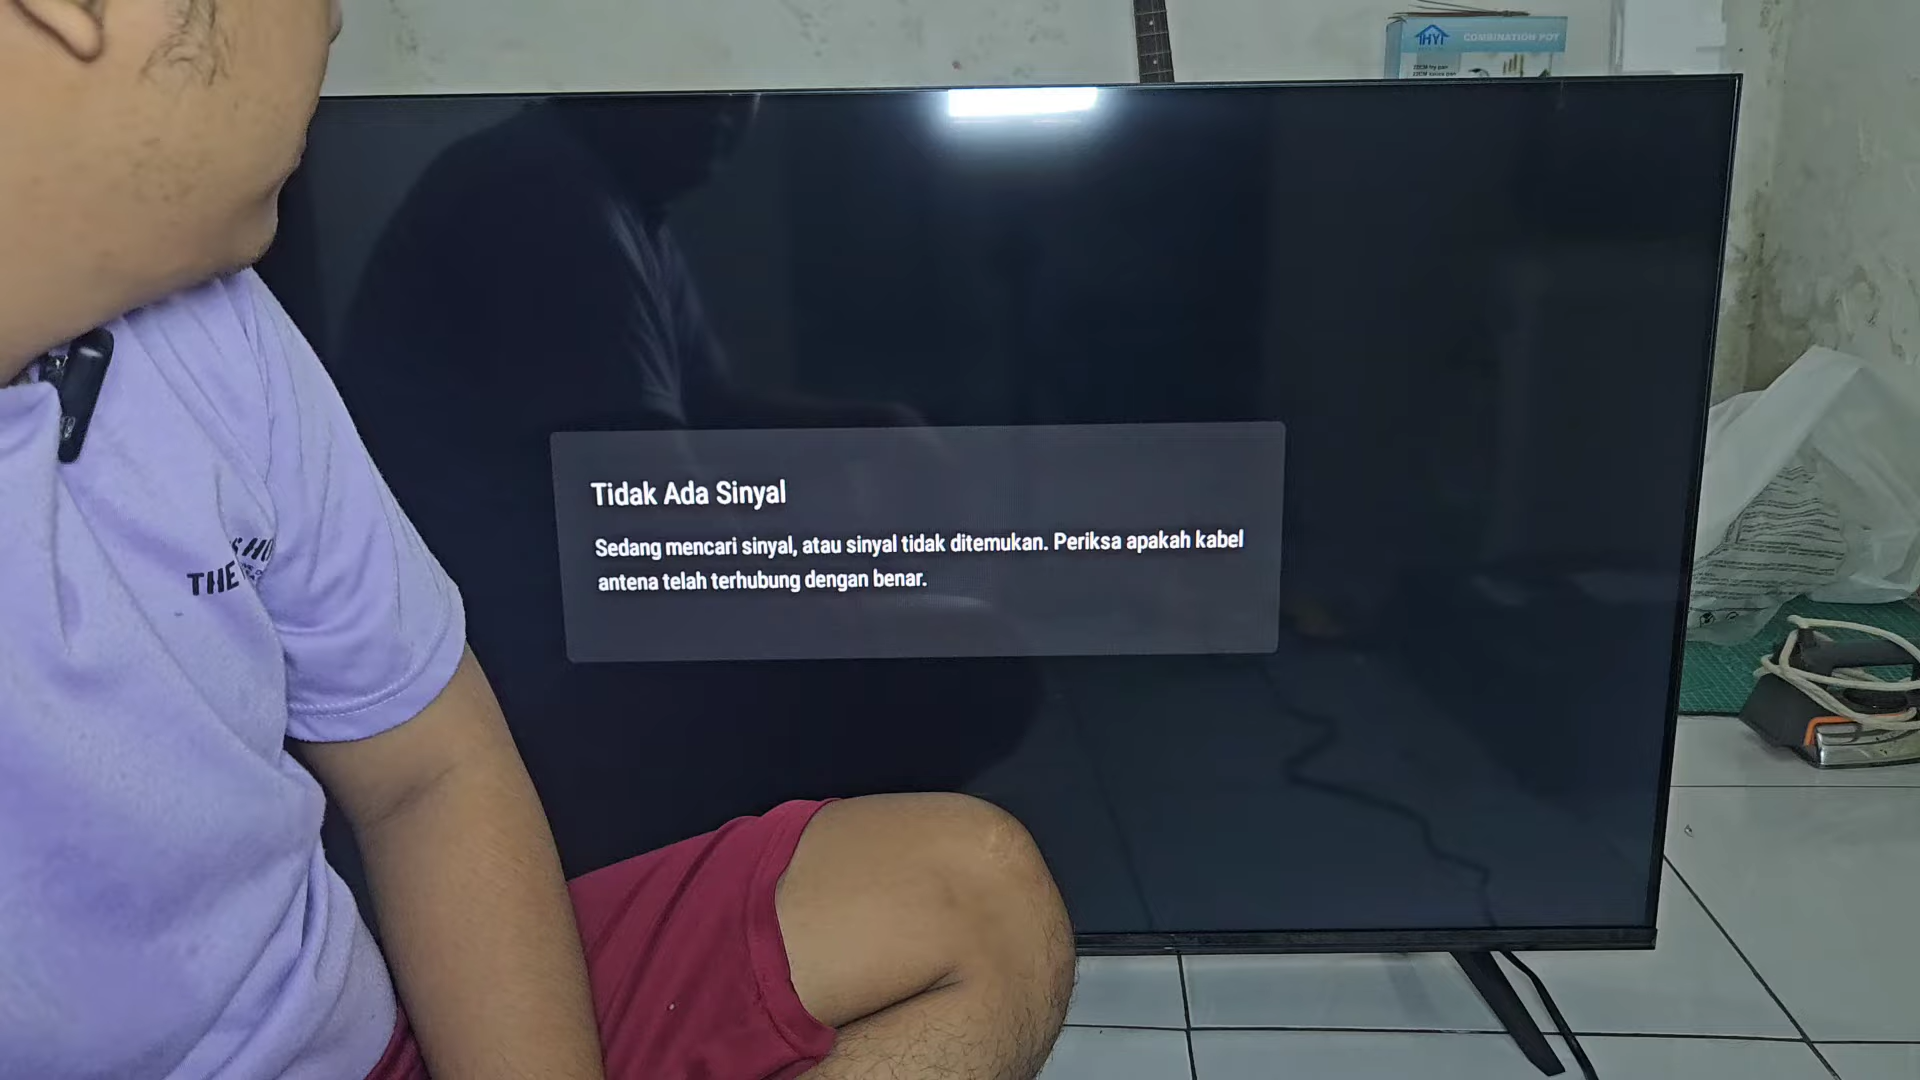 HYI COMBINATION POT
Tidak Ada Sinyal
Sedang mencari sinyal, atau sinyal tidak ditemukan. Periksa apakah kabel
antena telah terhubung dengan benar.
THE